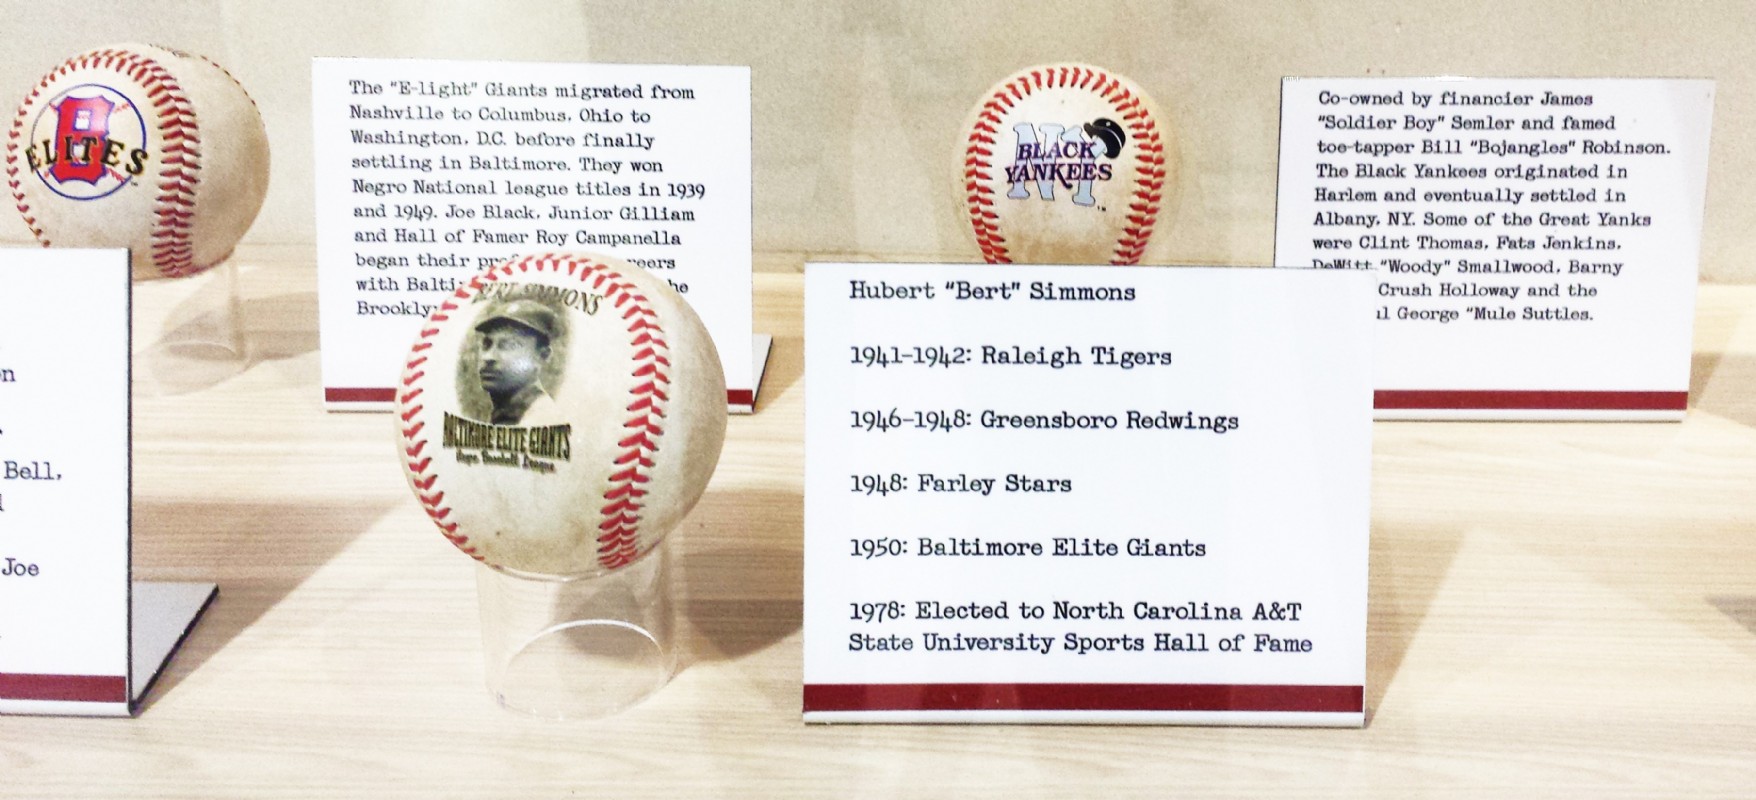 B
ELITES
The "E-light" Giants migrated from
Nashville to Columbus, Ohio to
Washington, D.C. before finally
settling in Baltimore. They won
Negro National league titles in 1939
and 1949. Joe Black, Junior Gilliam
and Hall of Famer Roy Campanella
began their
with
NY
BLACK
YANKEES
TM
Co-owned by financier James
"Soldier Boy" Semler and famed
toe-tapper Bill "Bojangles" Robinson.
The Black Yankees originated in
Harlem and eventually settled in
Albany, NY. Some of the Great Yanks
were Clint Thomas, Fats Jenkins,
DeWitt "Woody" Smallwood, Barny
Crush Holloway and the
George "Mule Suttles.
Bell,
Joe
BERT SIMMONS
BALTIMORE ELITE GIANTS
Negro Baseball League
Hubert "Bert" Simmons
1941-1942: Raleigh Tigers
1946-1948: Greensboro Redwings
1948: Farley Stars
1950: Baltimore Elite Giants
1978: Elected to North Carolina A&T
State University Sports Hall of Fame